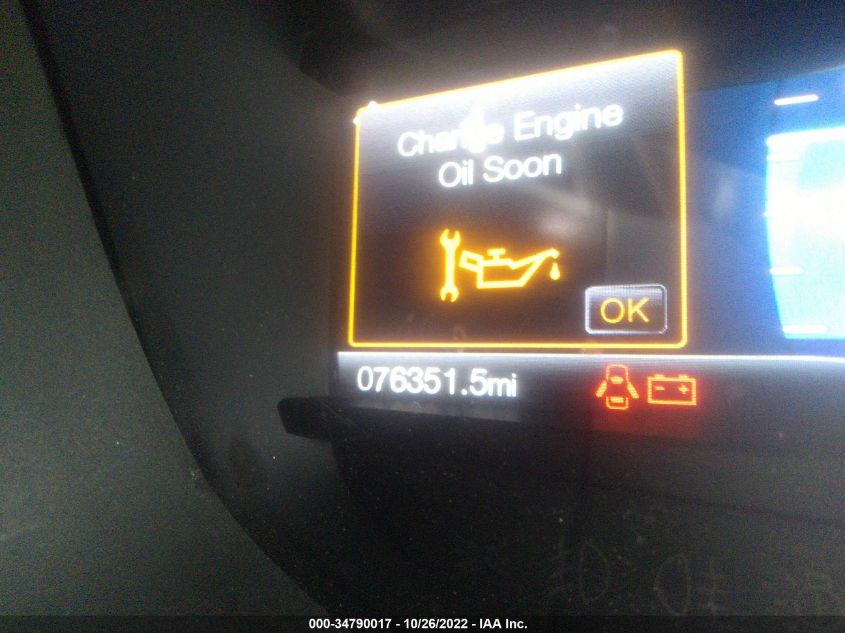 Change Engine
Oil Soon
OK
076351.5mi
000-34790017 - 10/26/2022 - IAA Inc.